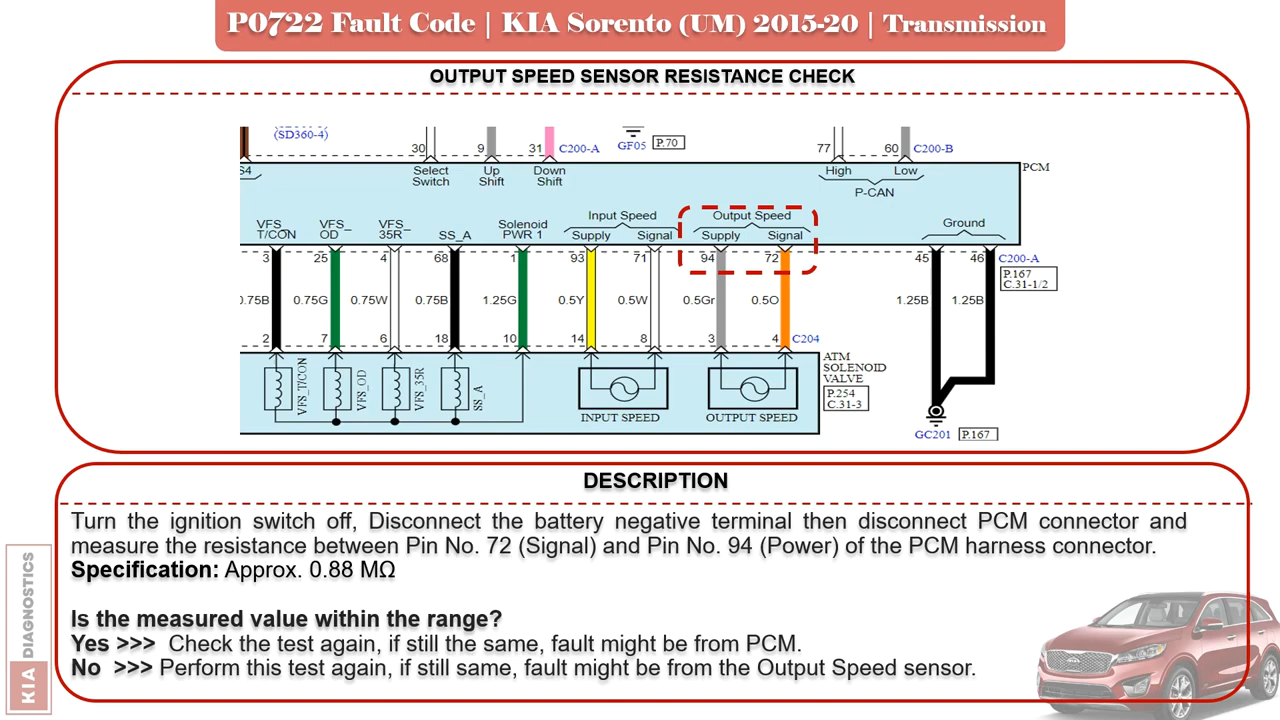 P0722 Fault Code | KIA Sorento (UM) 2015-20 | Transmission
OUTPUT SPEED SENSOR RESISTANCE CHECK
(SD360-4)
GF05 P.70
30 9 31 C200-A 77 60 C200-B
S4 Select Switch Up Shift Down Shift High Low PCM
P-CAN
VFS_T/CON VFS_OD VFS_35R SS_A Solenoid PWR 1 Input Speed Supply Signal Output Speed Supply Signal Ground
3 25 4 68 1 93 71 94 72 45 46 C200-A
P.167
C.31-1/2
0.75B 0.75G 0.75W 0.75B 1.25G 0.5Y 0.5W 0.5Gr 0.5O 1.25B 1.25B
2 7 6 18 10 14 8 3 4 C204
ATM
SOLENOID
VALVE
P.254
C.31-3
VFS_T/CON VFS_OD VFS_35R SS_A
INPUT SPEED OUTPUT SPEED
GC201 P.167
DESCRIPTION
Turn the ignition switch off, Disconnect the battery negative terminal then disconnect PCM connector and
measure the resistance between Pin No. 72 (Signal) and Pin No. 94 (Power) of the PCM harness connector.
Specification: Approx. 0.88 MΩ
Is the measured value within the range?
Yes >>> Check the test again, if still the same, fault might be from PCM.
No >>> Perform this test again, if still same, fault might be from the Output Speed sensor.
KIA DIAGNOSTICS